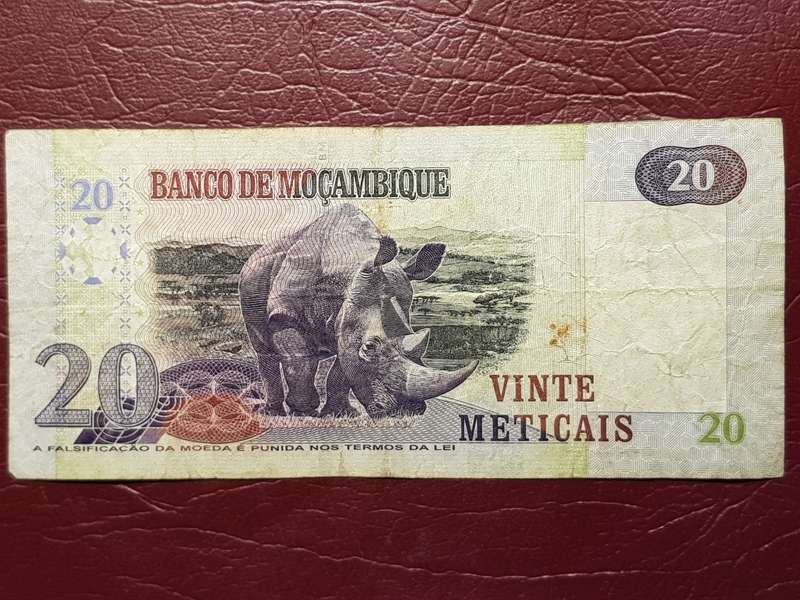 20
BANCO DE MOÇAMBIQUE
20
20
VINTE
METICAIS
20
A FALSIFICAÇÃO DA MOEDA É PUNIDA NOS TERMOS DA LEI